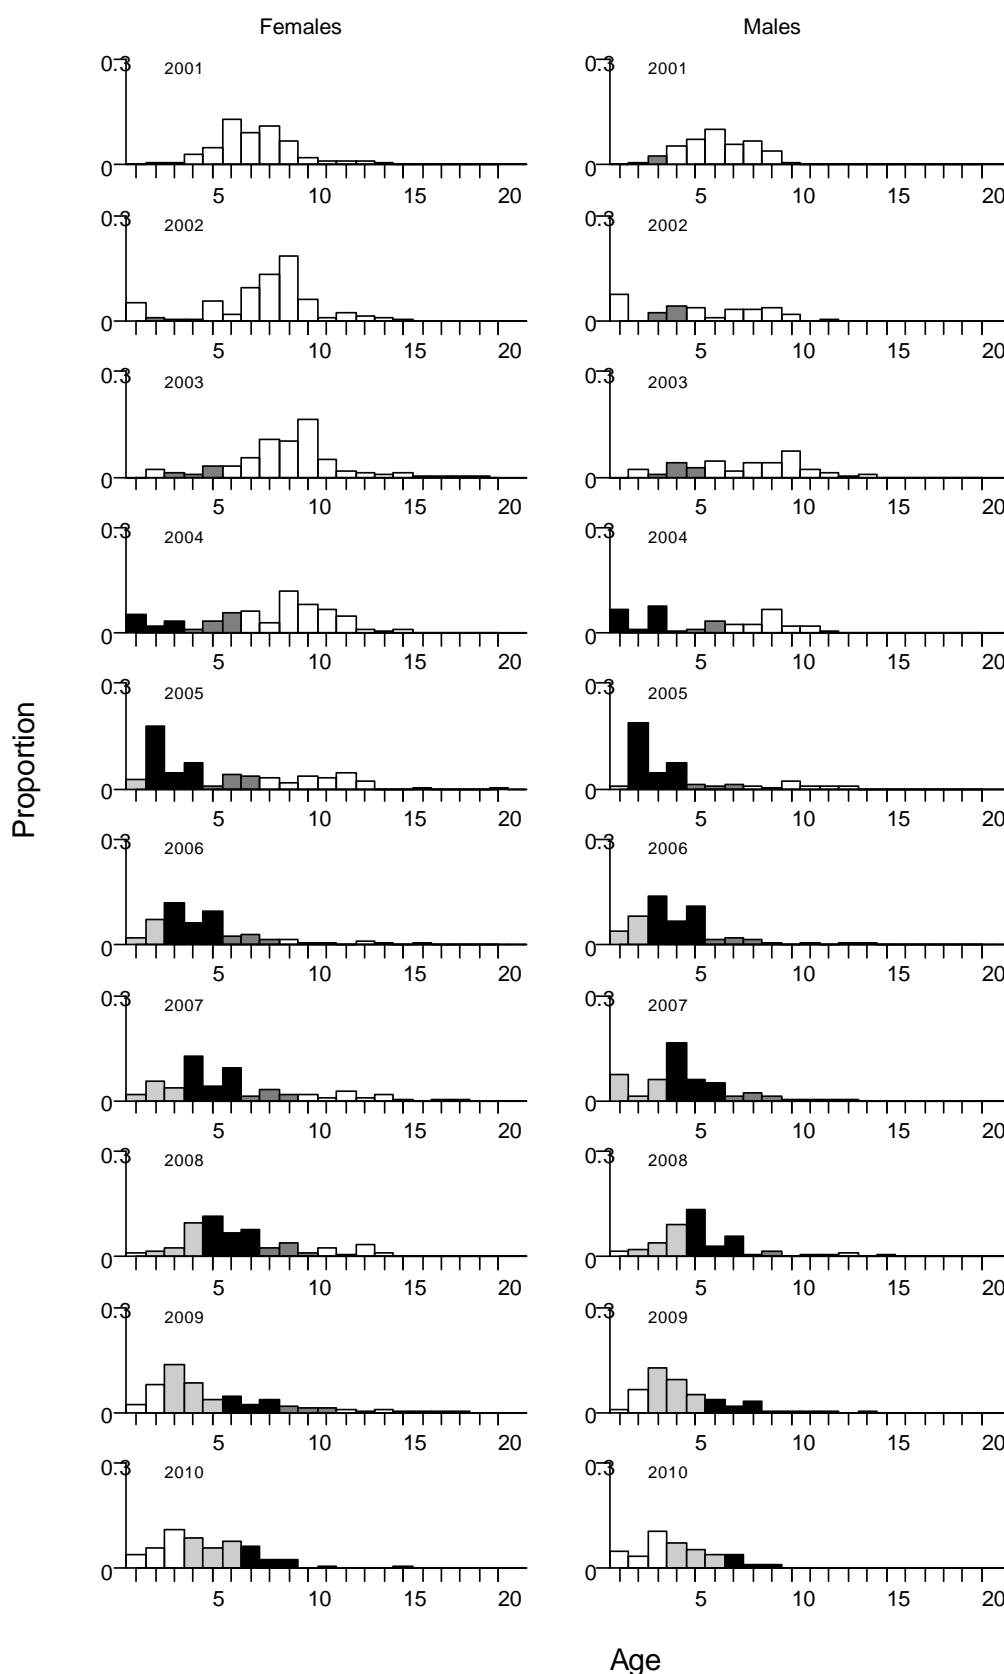 Females Males
0.3 2001 0.3 2001
0 0
5 10 15 20 5 10 15 20
0.3 2002 0.3 2002
0 0
5 10 15 20 5 10 15 20
0.3 2003 0.3 2003
0 0
5 10 15 20 5 10 15 20
0.3 2004 0.3 2004
0 0
5 10 15 20 5 10 15 20
0.3 2005 0.3 2005
0 0
5 10 15 20 5 10 15 20
0.3 2006 0.3 2006
0 0
5 10 15 20 5 10 15 20
0.3 2007 0.3 2007
0 0
5 10 15 20 5 10 15 20
0.3 2008 0.3 2008
0 0
5 10 15 20 5 10 15 20
0.3 2009 0.3 2009
0 0
5 10 15 20 5 10 15 20
0.3 2010 0.3 2010
0 0
5 10 15 20 5 10 15 20
Proportion
Age